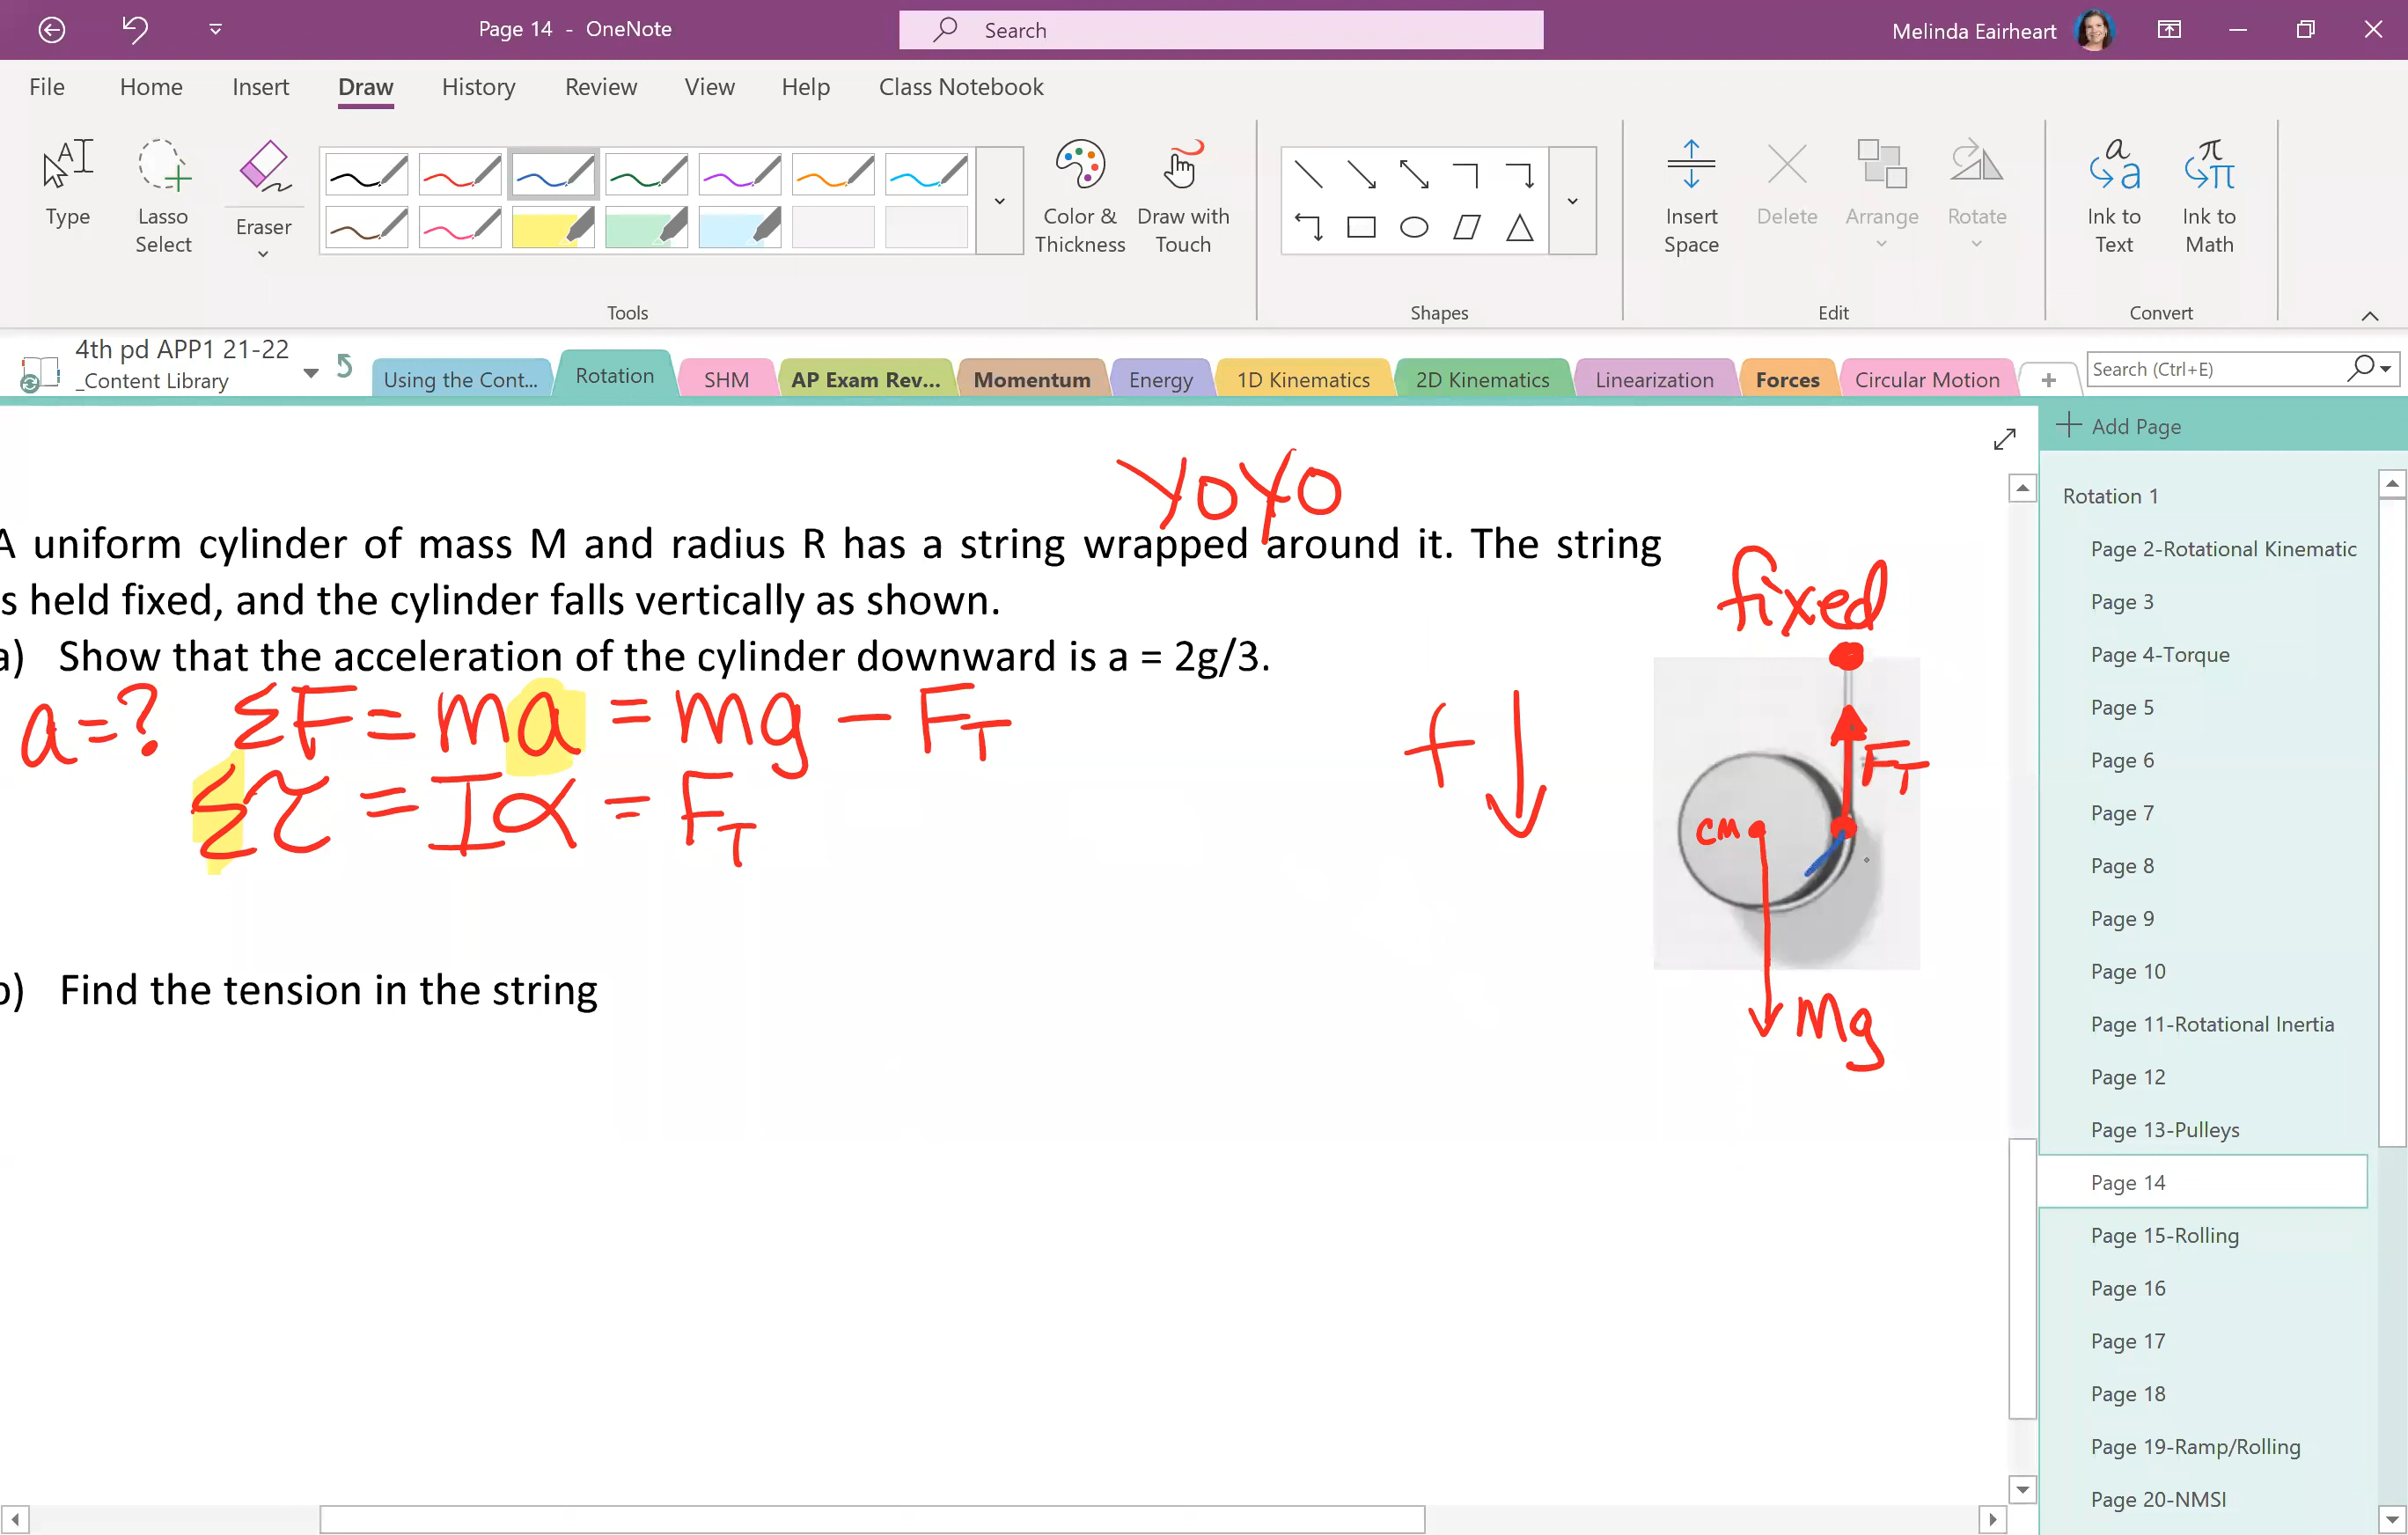 Page 14 - OneNote
Search
Melinda Eairheart
File Home Insert Draw History Review View Help Class Notebook
Type
Lasso Select
Eraser
Color & Thickness
Draw with Touch
Insert Space
Delete
Arrange
Rotate
Ink to Text
Ink to Math
Tools
Shapes
Edit
Convert
4th pd APP1 21-22
_Content Library
Using the Cont... Rotation SHM AP Exam Rev... Momentum Energy 1D Kinematics 2D Kinematics Linearization Forces Circular Motion +
Search (Ctrl+E)
YOYO
A uniform cylinder of mass M and radius R has a string wrapped around it. The string
s held fixed, and the cylinder falls vertically as shown.
a) Show that the acceleration of the cylinder downward is a = 2g/3.
a=? ΣF = ma = mg - F_T
Στ = Iα = F_T
b) Find the tension in the string
+
fixed
F_T
CM
Mg
Add Page
Rotation 1
Page 2-Rotational Kinematic
Page 3
Page 4-Torque
Page 5
Page 6
Page 7
Page 8
Page 9
Page 10
Page 11-Rotational Inertia
Page 12
Page 13-Pulleys
Page 14
Page 15-Rolling
Page 16
Page 17
Page 18
Page 19-Ramp/Rolling
Page 20-NMSI